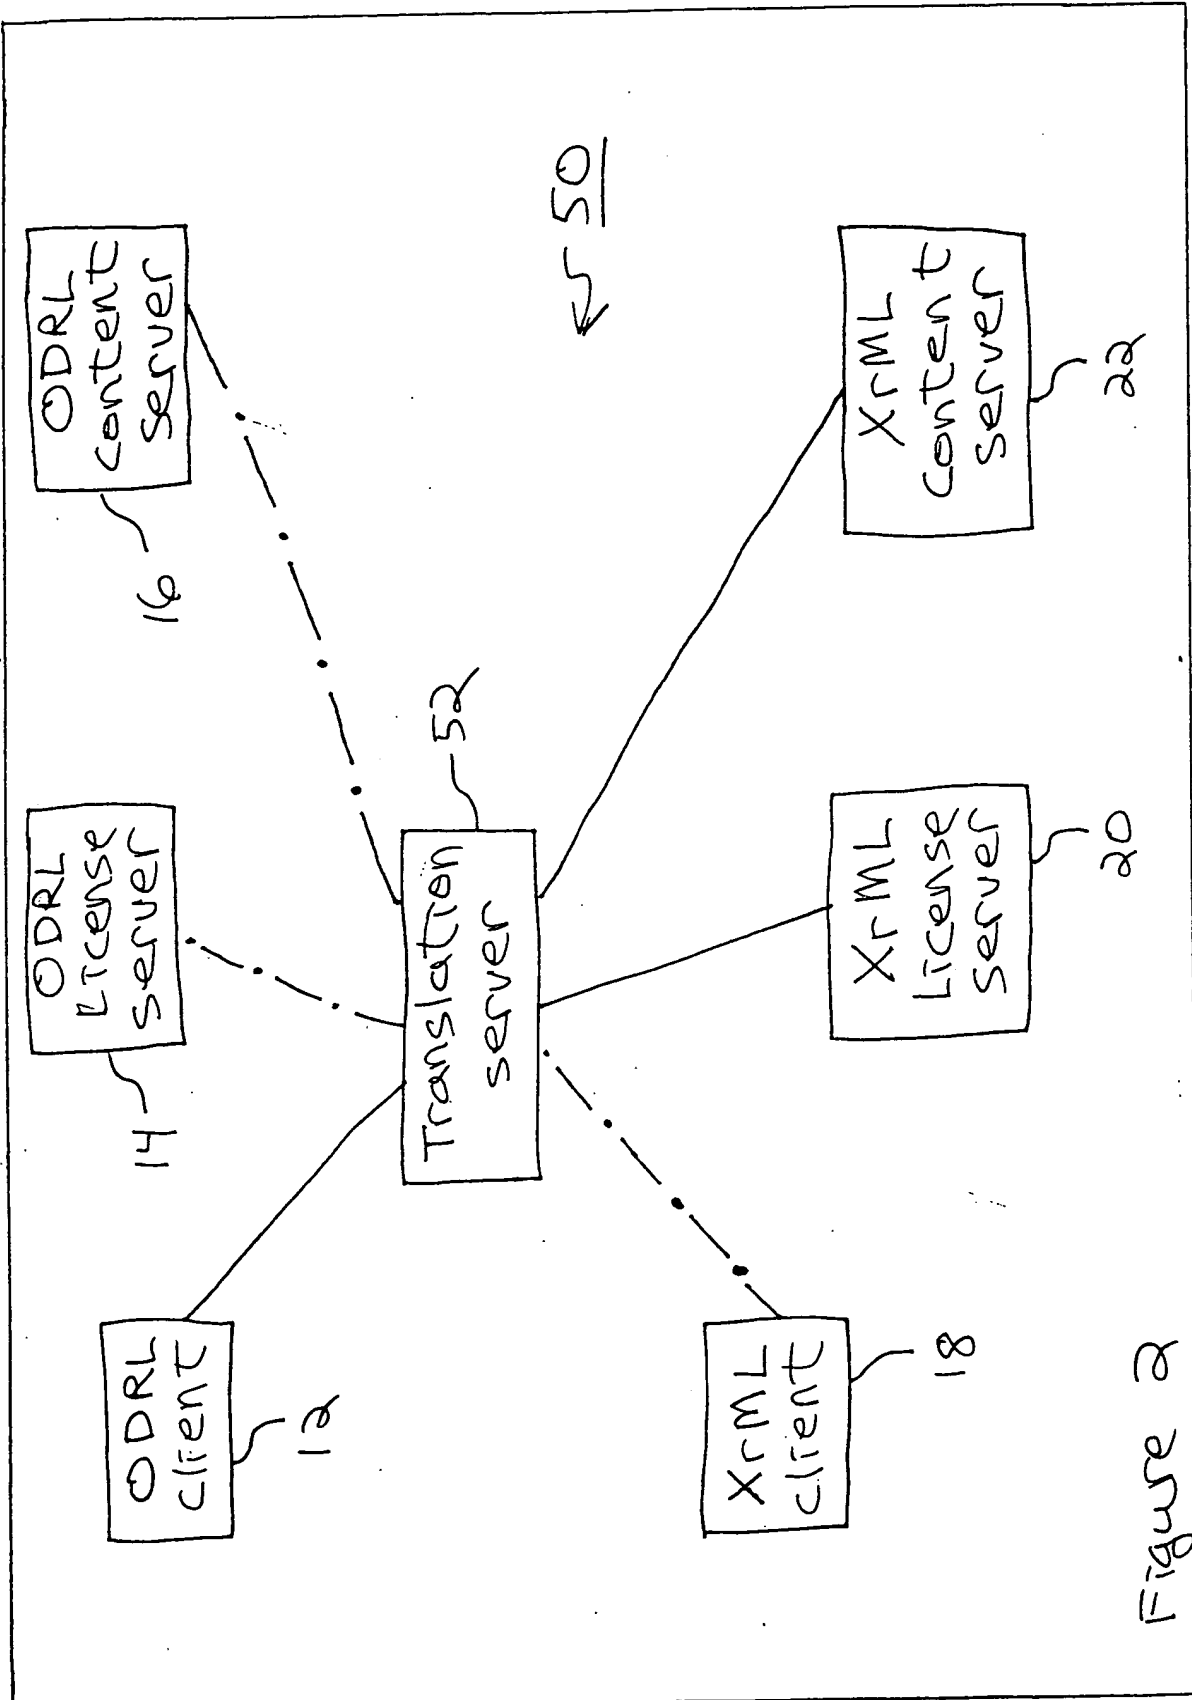 ODRL
License
server
14
ODRL
content
server
16
ODRL
client
12
Translation
server
52
50
XrML
client
18
XrML
License
server
20
XrML
content
server
22
Figure 2